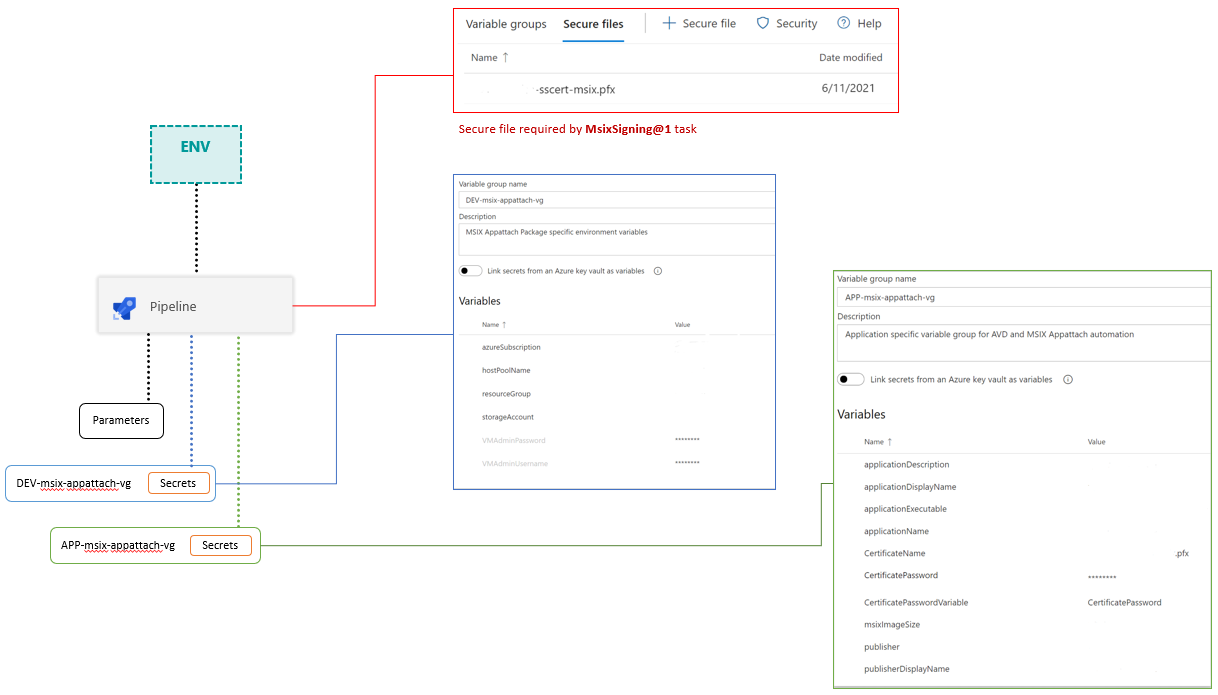 Variable groups Secure files Secure file Security Help
Name ↑ Date modified
-sscert-msix.pfx 6/11/2021
Secure file required by MsixSigning@1 task
ENV
Pipeline
Parameters
DEV-msix-appattach-vg Secrets
APP-msix-appattach-vg Secrets
Variable group name
DEV-msix-appattach-vg
Description
MSIX Appattach Package specific environment variables
Link secrets from an Azure key vault as variables
Variables
Name ↑ Value
azureSubscription
hostPoolName
resourceGroup
storageAccount
VMAdminPassword ********
VMAdminUsername ********
Variable group name
APP-msix-appattach-vg
Description
Application specific variable group for AVD and MSIX Appattach automation
Link secrets from an Azure key vault as variables
Variables
Name ↑ Value
applicationDescription
applicationDisplayName
applicationExecutable
applicationName
CertificateName .pfx
CertificatePassword ********
CertificatePasswordVariable CertificatePassword
msixImageSize
publisher
publisherDisplayName